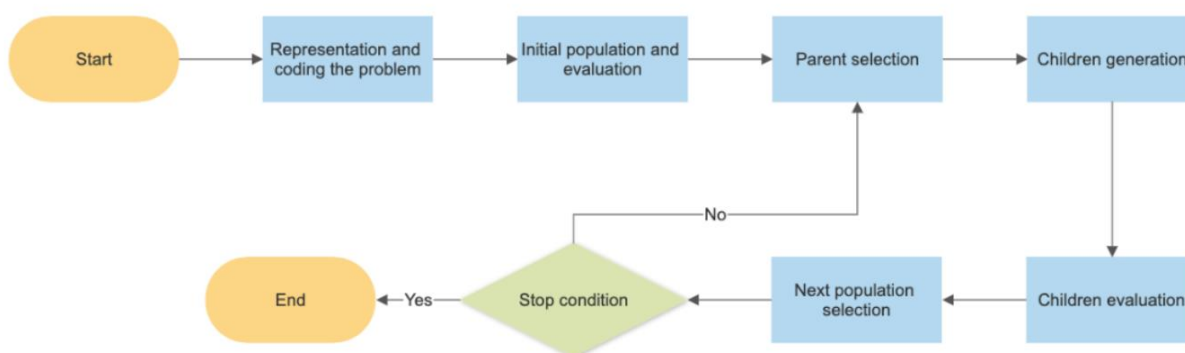 Start
Representation and
coding the problem
Initial population and
evaluation
Parent selection
Children generation
No
End
Yes
Stop condition
Next population
selection
Children evaluation